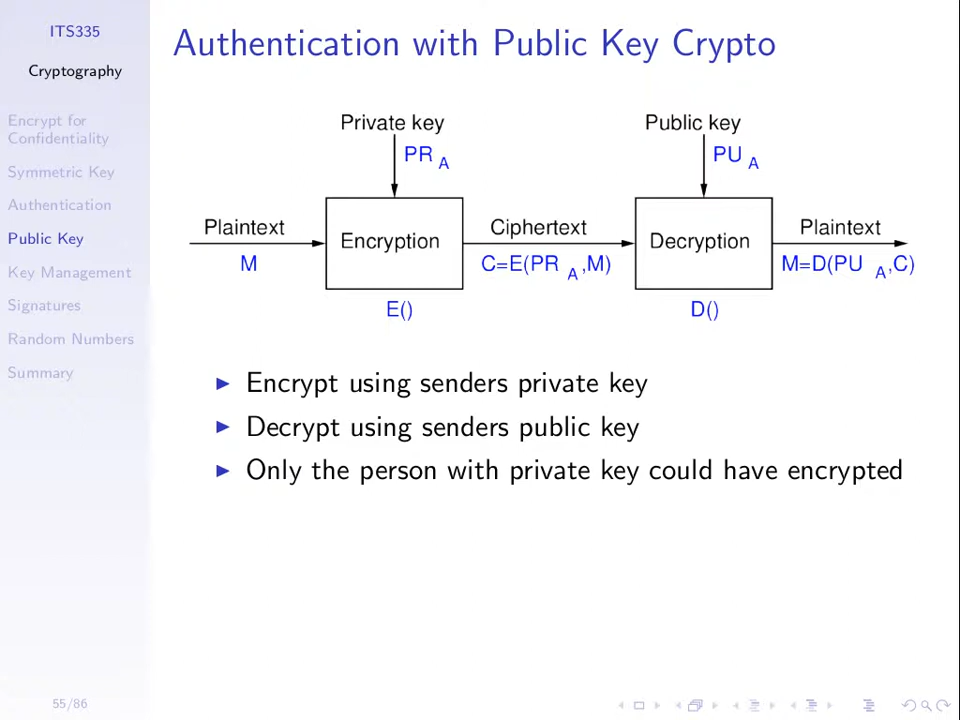 ITS335
Cryptography
Encrypt for
Confidentiality
Symmetric Key
Authentication
Public Key
Key Management
Signatures
Random Numbers
Summary
55/86
Authentication with Public Key Crypto
Private key
Public key
PR A
PU A
Plaintext
Encryption
Ciphertext
Decryption
Plaintext
M
C=E(PR A,M)
M=D(PU A,C)
E()
D()
Encrypt using senders private key
Decrypt using senders public key
Only the person with private key could have encrypted